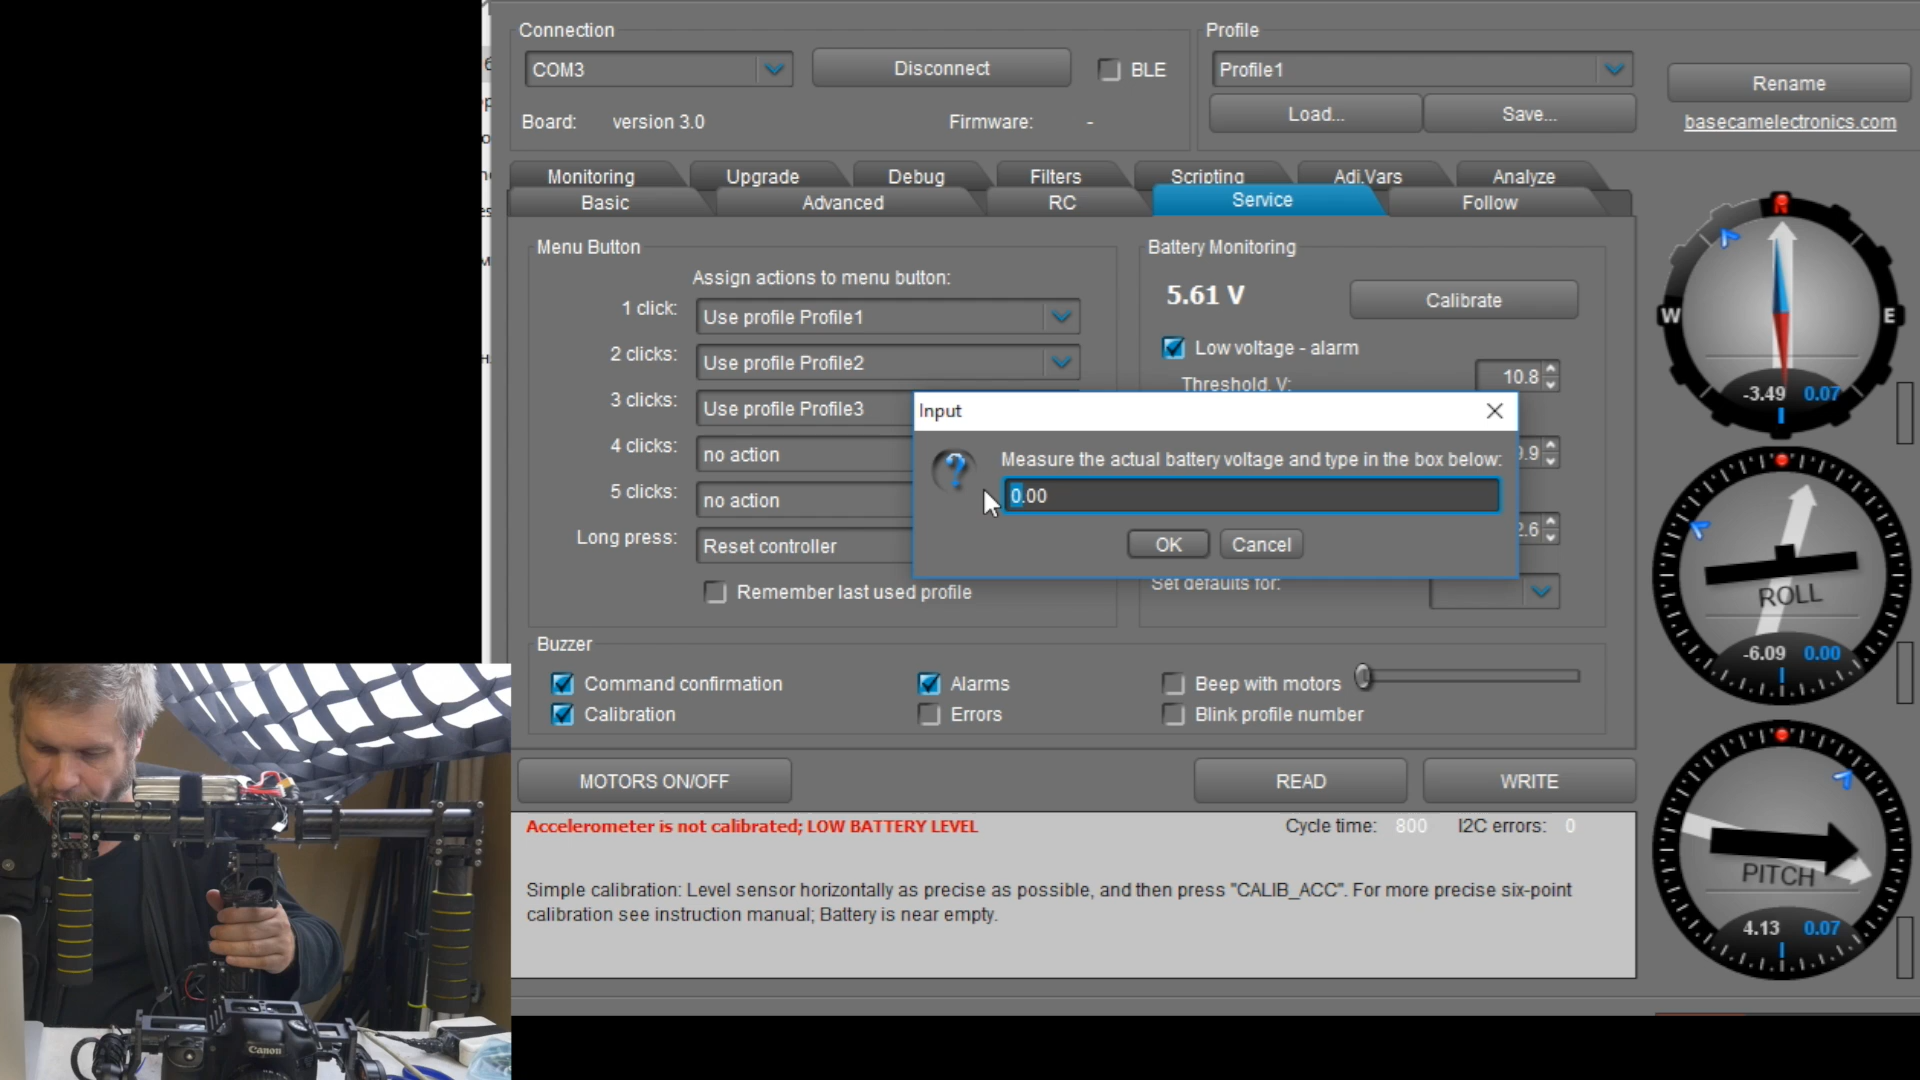 Connection
COM3
Disconnect
BLE
Board: version 3.0
Firmware: -
Profile
Profile1
Load...
Save...
Rename
basecamelectronics.com
Monitoring
Upgrade
Debug
Filters
Scripting
Adj.Vars
Analyze
Basic
Advanced
RC
Service
Follow
Menu Button
Assign actions to menu button:
1 click: Use profile Profile1
2 clicks: Use profile Profile2
3 clicks: Use profile Profile3
4 clicks: no action
5 clicks: no action
Long press: Reset controller
Remember last used profile
Battery Monitoring
5.61 V
Calibrate
Low voltage - alarm
Threshold, V: 10.8
9.9
2.6
Set defaults for:
Input
Measure the actual battery voltage and type in the box below:
0.00
OK
Cancel
Buzzer
Command confirmation
Alarms
Beep with motors
Calibration
Errors
Blink profile number
MOTORS ON/OFF
READ
WRITE
Accelerometer is not calibrated; LOW BATTERY LEVEL
Cycle time: 800
I2C errors: 0
Simple calibration: Level sensor horizontally as precise as possible, and then press "CALIB_ACC". For more precise six-point
calibration see instruction manual; Battery is near empty.
R
W
E
-3.49 0.07
ROLL
-6.09 0.00
PITCH
4.13 0.07
Canon